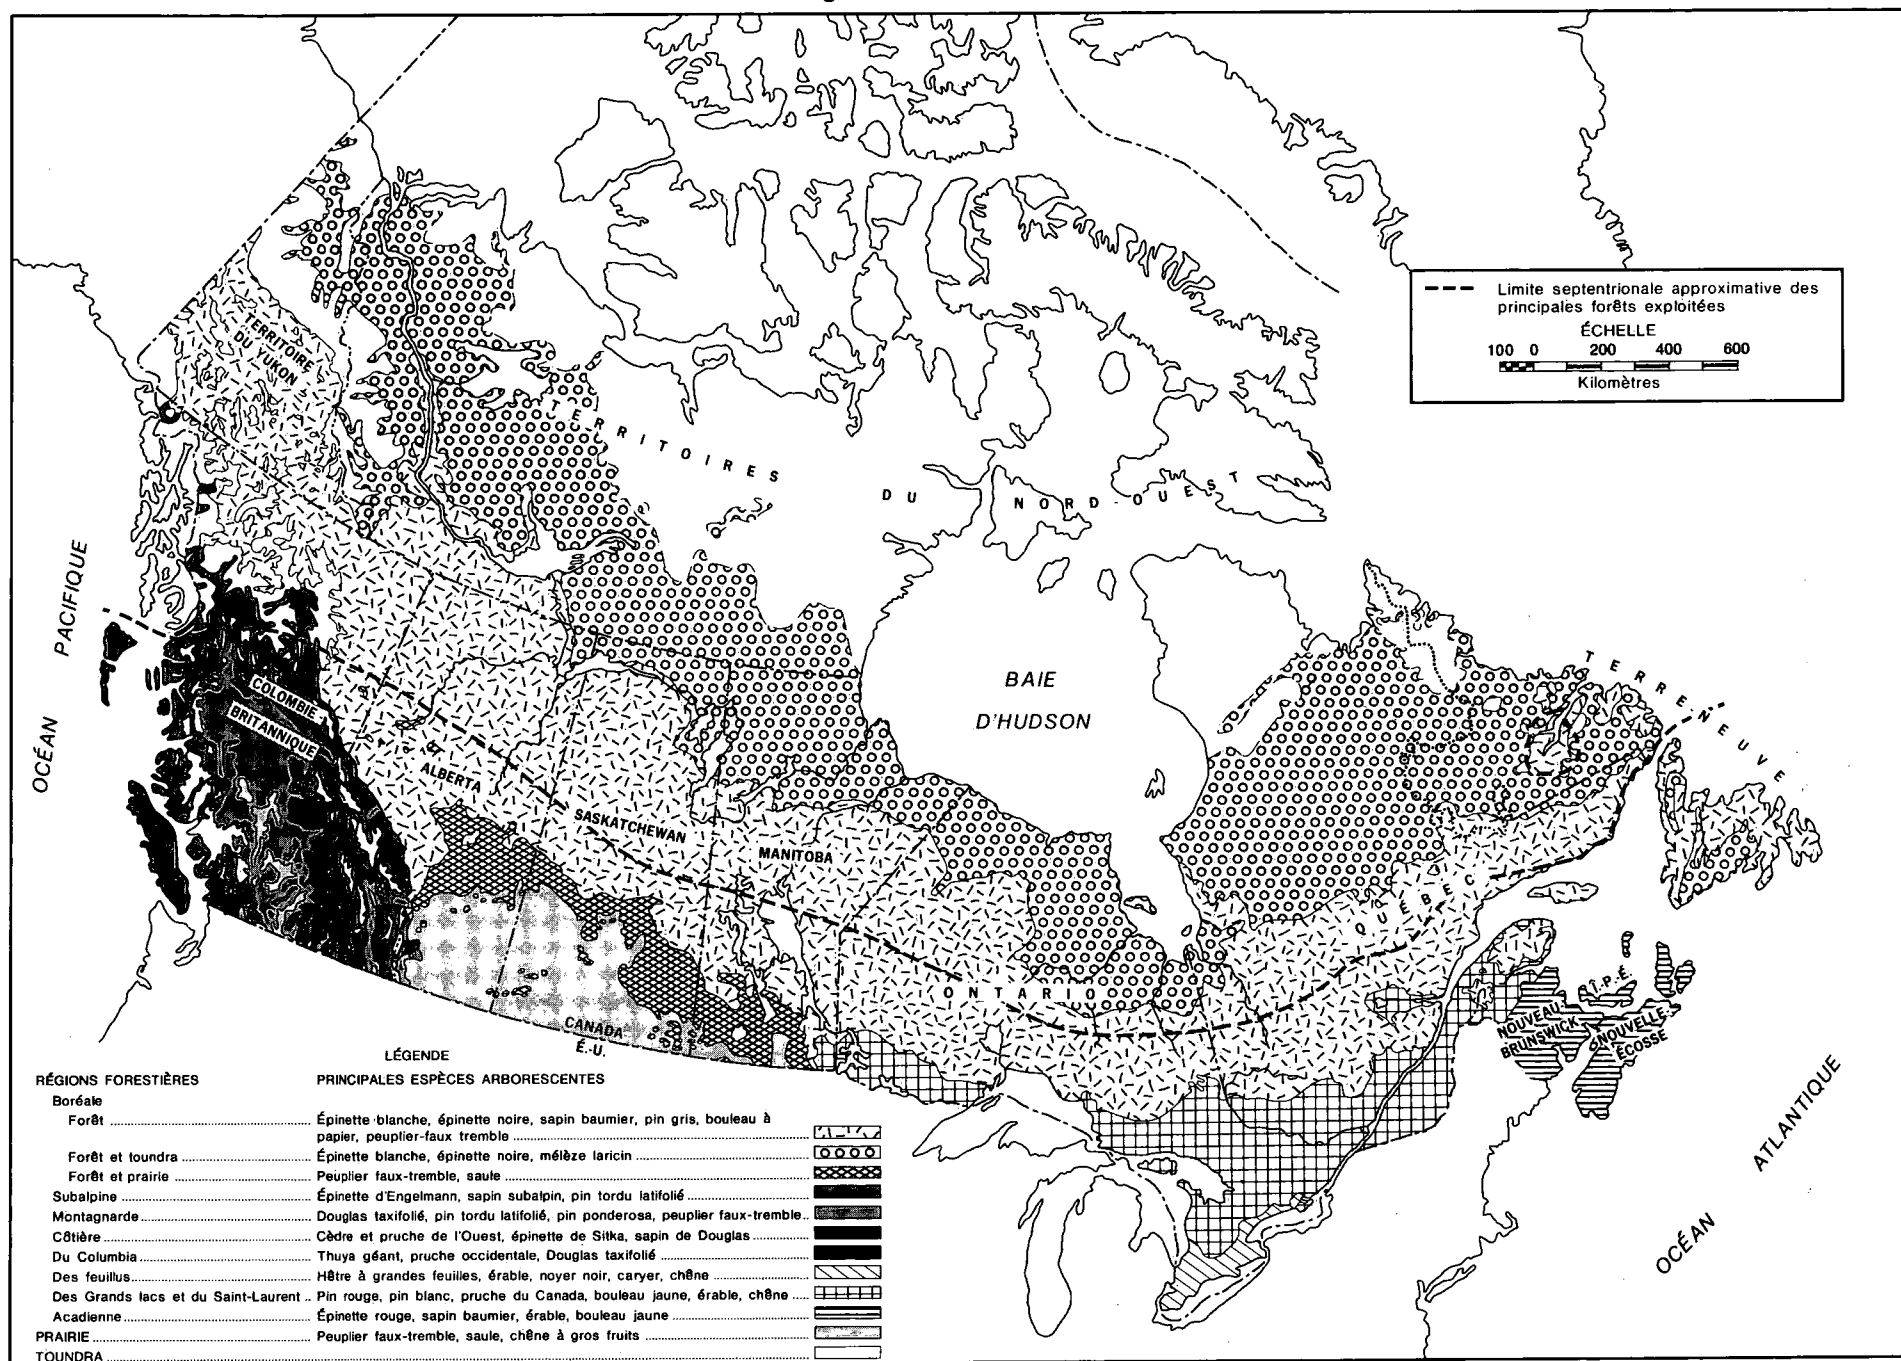 Limite septentrionale approximative des
principales forêts exploitées
ÉCHELLE
100 0 200 400 600
Kilomètres
TERRITOIRE
DU YUKON
TERRITOIRES DU NORD-OUEST
OCÉAN PACIFIQUE
COLOMBIE-
BRITANNIQUE
ALBERTA
SASKATCHEWAN
MANITOBA
BAIE
D'HUDSON
TERRE NEUVE
QUÉBEC
ONTARIO
Î.-P.-É.
NOUVEAU-
BRUNSWICK
NOUVELLE-
ÉCOSSE
CANADA
É.-U.
OCÉAN ATLANTIQUE
LÉGENDE
RÉGIONS FORESTIÈRES PRINCIPALES ESPÈCES ARBORESCENTES
Boréale
Forêt ........ Épinette blanche, épinette noire, sapin baumier, pin gris, bouleau à
papier, peuplier-faux tremble ........
Forêt et toundra ........ Épinette blanche, épinette noire, mélèze laricin ........
Forêt et prairie ........ Peuplier faux-tremble, saule ........
Subalpine ........ Épinette d'Engelmann, sapin subalpin, pin tordu latifolié ........
Montagnarde ........ Douglas taxifolié, pin tordu latifolié, pin ponderosa, peuplier faux-tremble..
Côtière ........ Cèdre et pruche de l'Ouest, épinette de Sitka, sapin de Douglas ........
Du Columbia ........ Thuya géant, pruche occidentale, Douglas taxifolié ........
Des feuillus ........ Hêtre à grandes feuilles, érable, noyer noir, caryer, chêne ........
Des Grands lacs et du Saint-Laurent .. Pin rouge, pin blanc, pruche du Canada, bouleau jaune, érable, chêne ....
Acadienne ........ Épinette rouge, sapin baumier, érable, bouleau jaune ........
PRAIRIE ........ Peuplier faux-tremble, saule, chêne à gros fruits ........
TOUNDRA ........